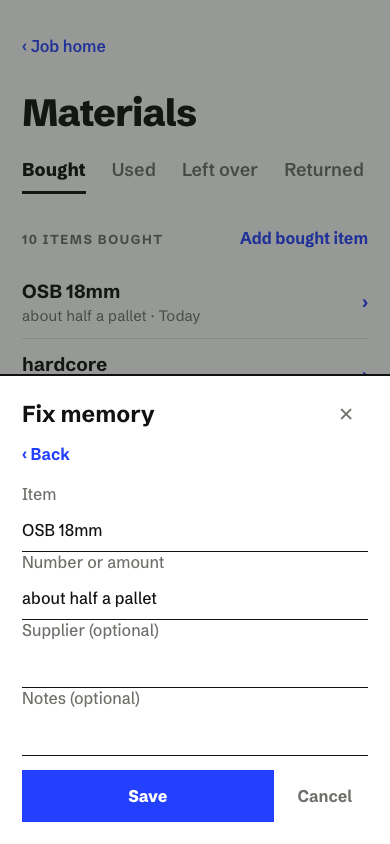 ‹ Job home
Materials
Bought Used Left over Returned
10 ITEMS BOUGHT Add bought item
OSB 18mm
about half a pallet · Today
›
hardcore
Fix memory ×
‹ Back
Item
OSB 18mm
Number or amount
about half a pallet
Supplier (optional)
Notes (optional)
Save Cancel